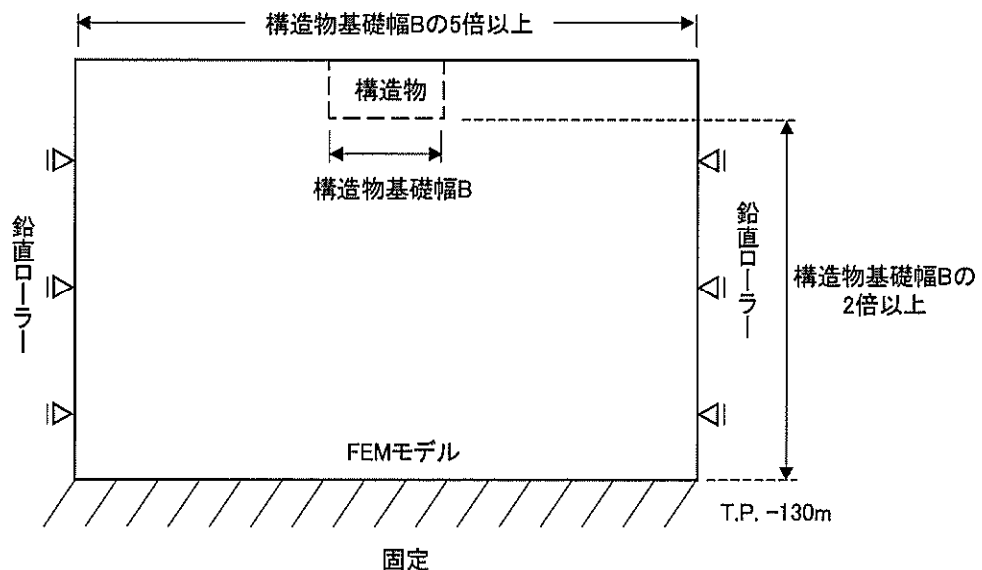 構造物基礎幅Bの5倍以上
構造物
構造物基礎幅B
鉛直ローラー
鉛直ローラー
構造物基礎幅Bの
2倍以上
FEMモデル
T.P. -130m
固定